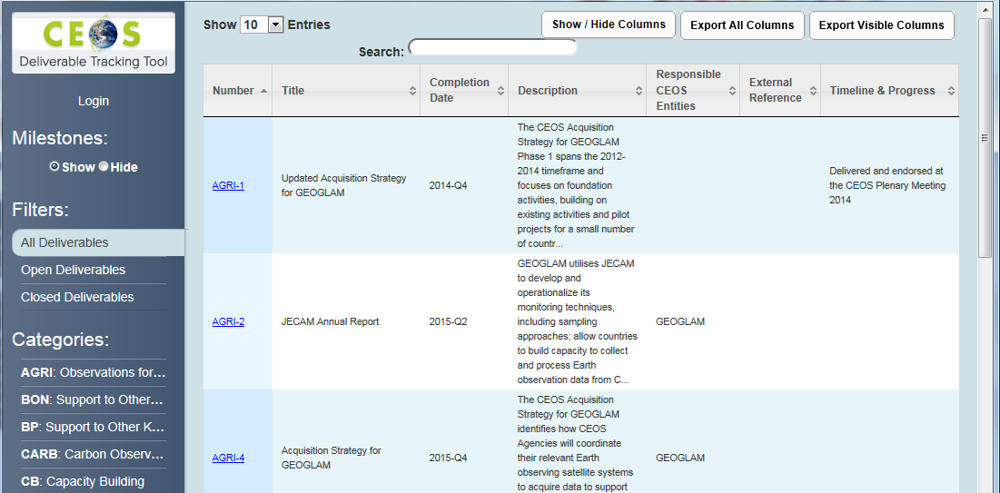 CEOS
Deliverable Tracking Tool
Login
Milestones:
Show Hide
Filters:
All Deliverables
Open Deliverables
Closed Deliverables
Categories:
AGRI: Observations for...
BON: Support to Other...
BP: Support to Other K...
CARB: Carbon Observ...
CB: Capacity Building
Show 10 Entries
Show / Hide Columns
Export All Columns
Export Visible Columns
Search:
Number
Title
Completion
Date
Description
Responsible
CEOS
Entities
External
Reference
Timeline & Progress
AGRI-1
Updated Acquisition Strategy
for GEOGLAM
2014-Q4
The CEOS Acquisition
Strategy for GEOGLAM
Phase 1 spans the 2012-
2014 timeframe and
focuses on foundation
activities, building on
existing activities and pilot
projects for a small number
of countr...
Delivered and endorsed at
the CEOS Plenary Meeting
2014
AGRI-2
JECAM Annual Report
2015-Q2
GEOGLAM utilises JECAM
to develop and
operationalize its
monitoring techniques,
including sampling
approaches; allow countries
to build capacity to collect
and process Earth
observation data from C...
GEOGLAM
AGRI-4
Acquisition Strategy for
GEOGLAM
2015-Q4
The CEOS Acquisition
Strategy for GEOGLAM
identifies how CEOS
Agencies will coordinate
their relevant Earth
observing satellite systems
to acquire data to support
GEOGLAM